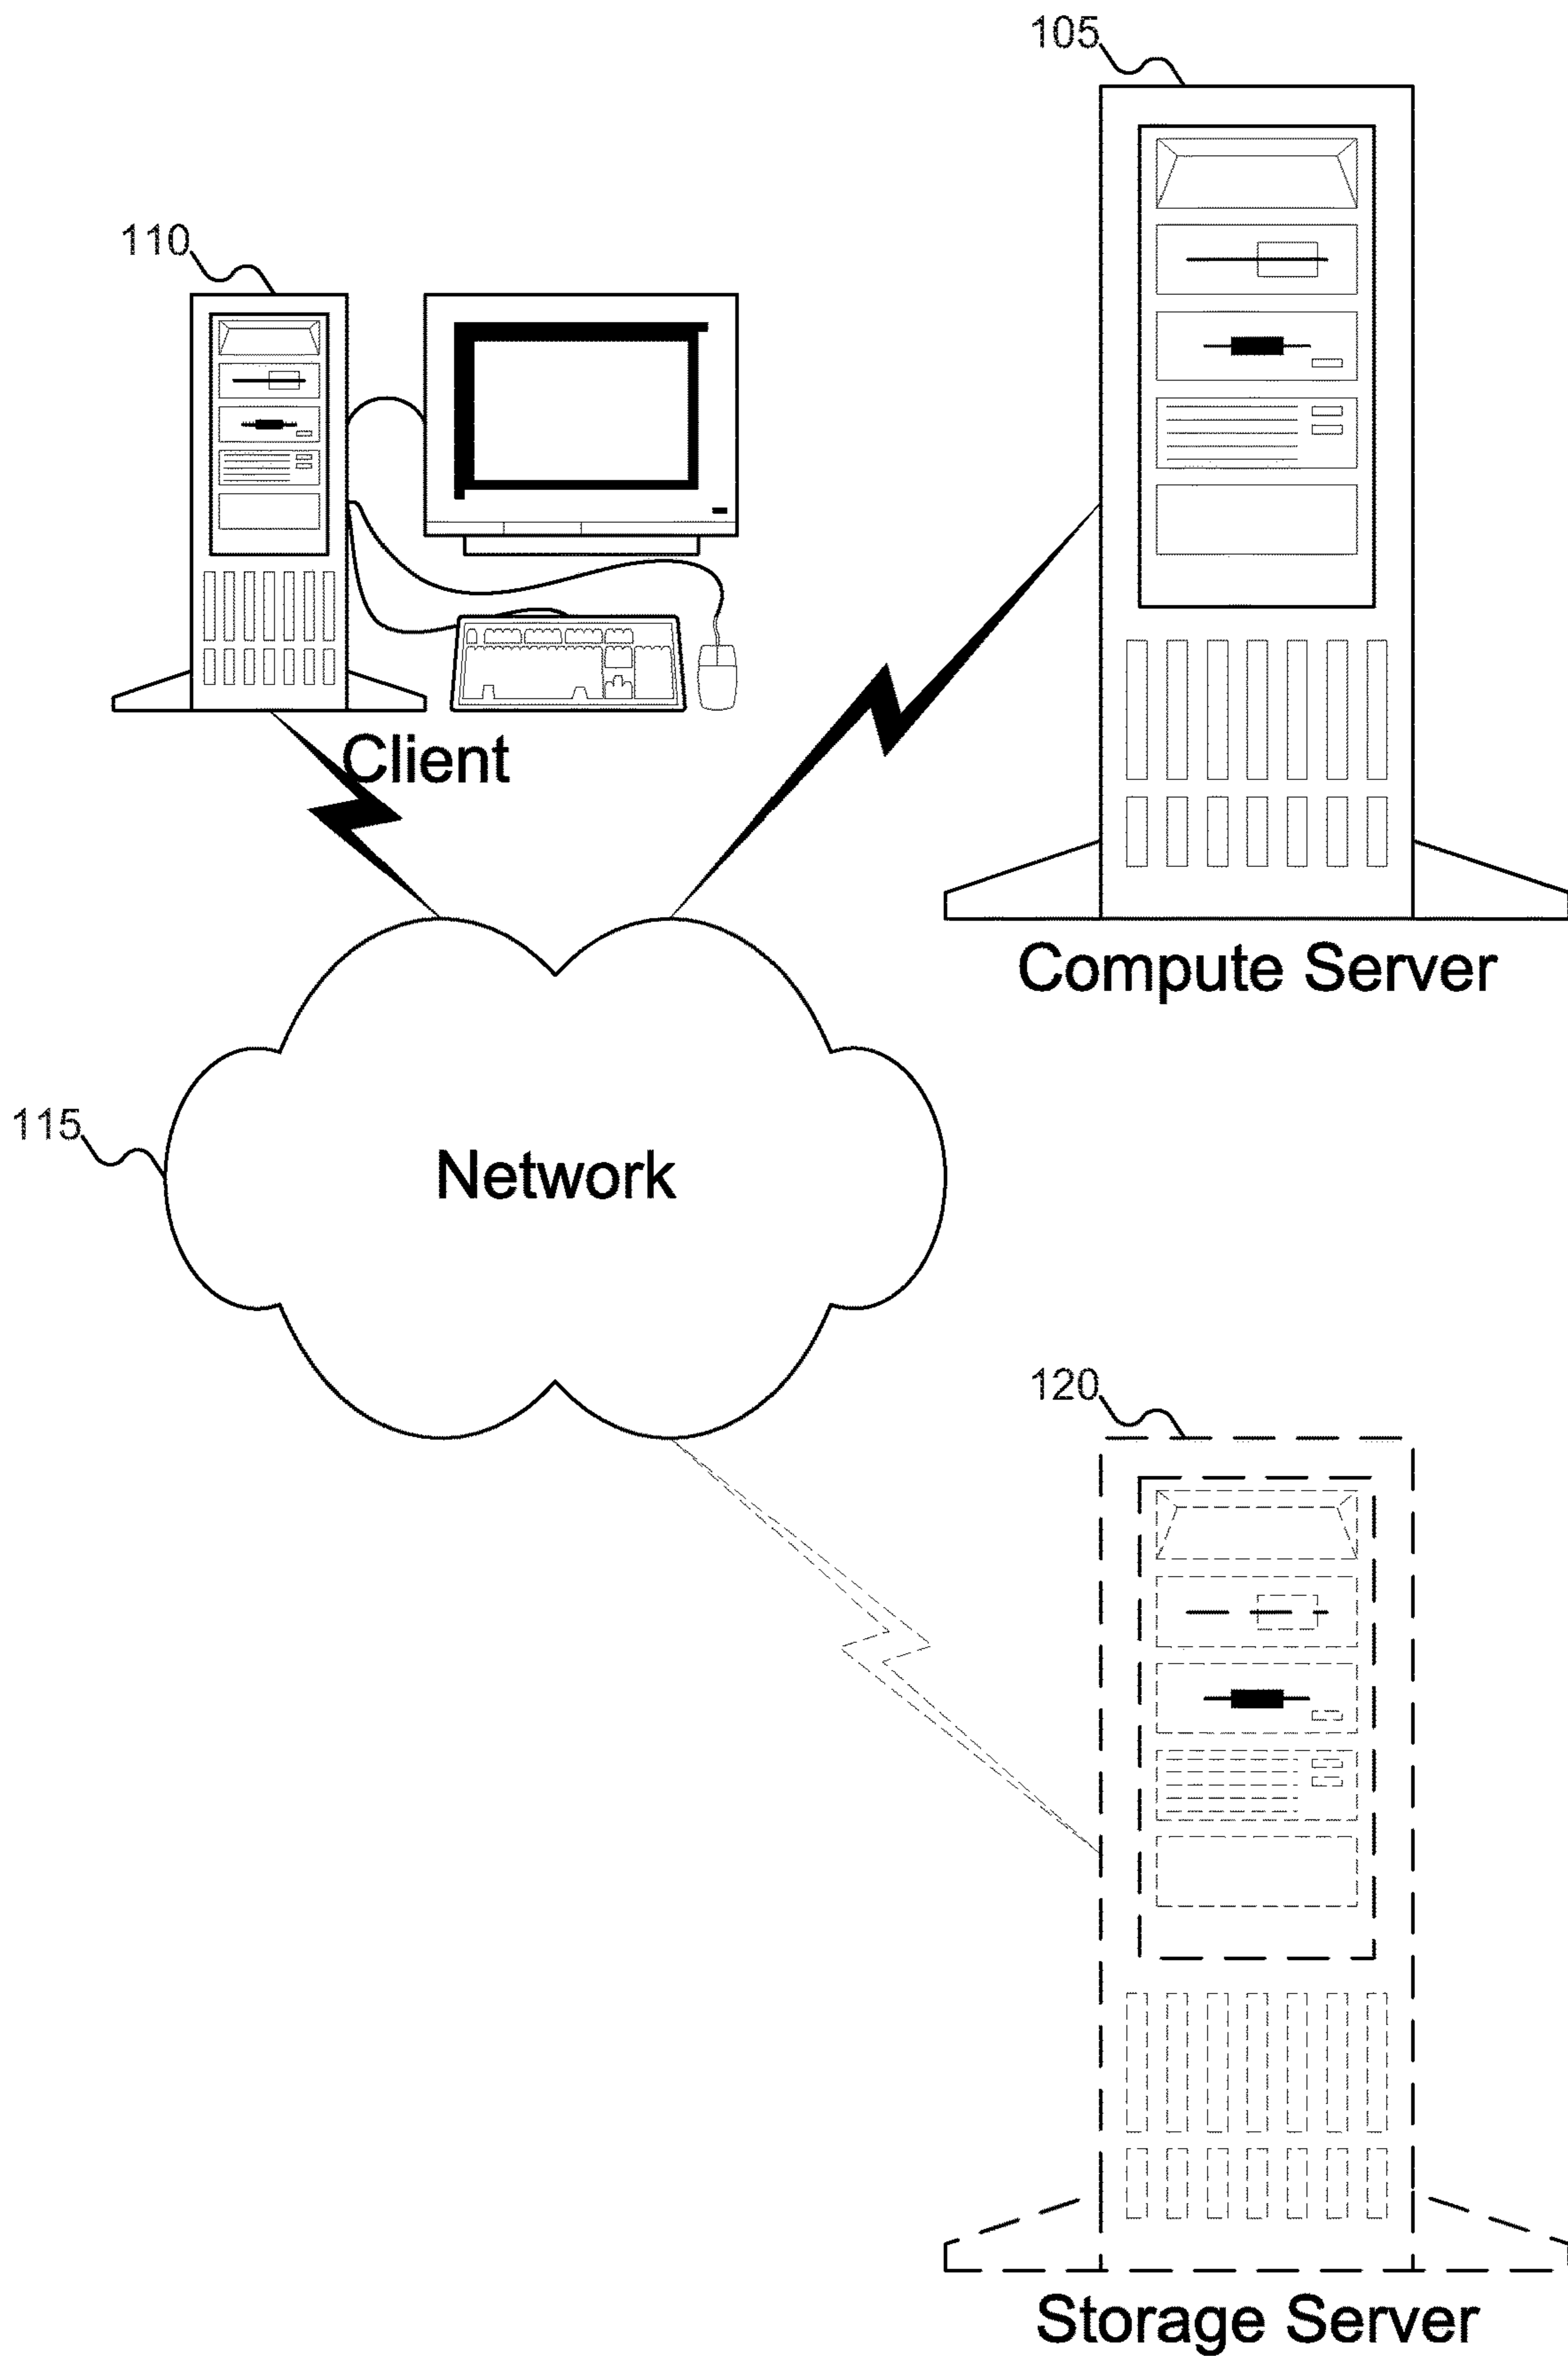 105
110
Client
Compute Server
115
Network
120
Storage Server